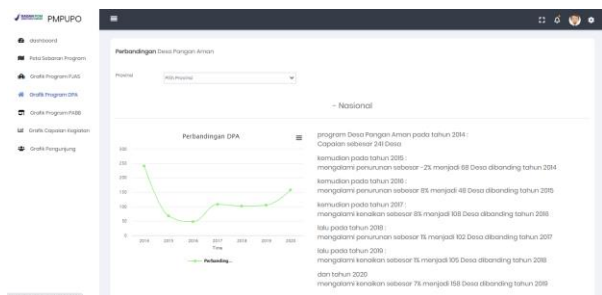 PMPUPO
dashboard
Peta Sebaran Program
Grafik Program PJAS
Grafik Program DPA
Grafik Program PABB
Grafik Capaian Kegiatan
Grafik Pengunjung
Perbandingan Desa Pangan Aman
Provinsi
Pilih Provinsi
- Nasional
Perbandingan DPA
300
250
200
150
100
50
0
2014 2015 2016 2017 2018 2019 2020
Time
Perbanding...
program Desa Pangan Aman pada tahun 2014 :
Capaian sebesar 241 Desa
kemudian pada tahun 2015 :
mengalami penurunan sebesar -2% menjadi 68 Desa dibanding tahun 2014
kemudian pada tahun 2016 :
mengalami penurunan sebesar 8% menjadi 48 Desa dibanding tahun 2015
kemudian pada tahun 2017 :
mengalami kenaikan sebesar 8% menjadi 108 Desa dibanding tahun 2016
lalu pada tahun 2018 :
mengalami penurunan sebesar 1% menjadi 102 Desa dibanding tahun 2017
lalu pada tahun 2019 :
mengalami kenaikan sebesar 1% menjadi 105 Desa dibanding tahun 2018
dan tahun 2020
mengalami kenaikan sebesar 7% menjadi 158 Desa dibanding tahun 2019